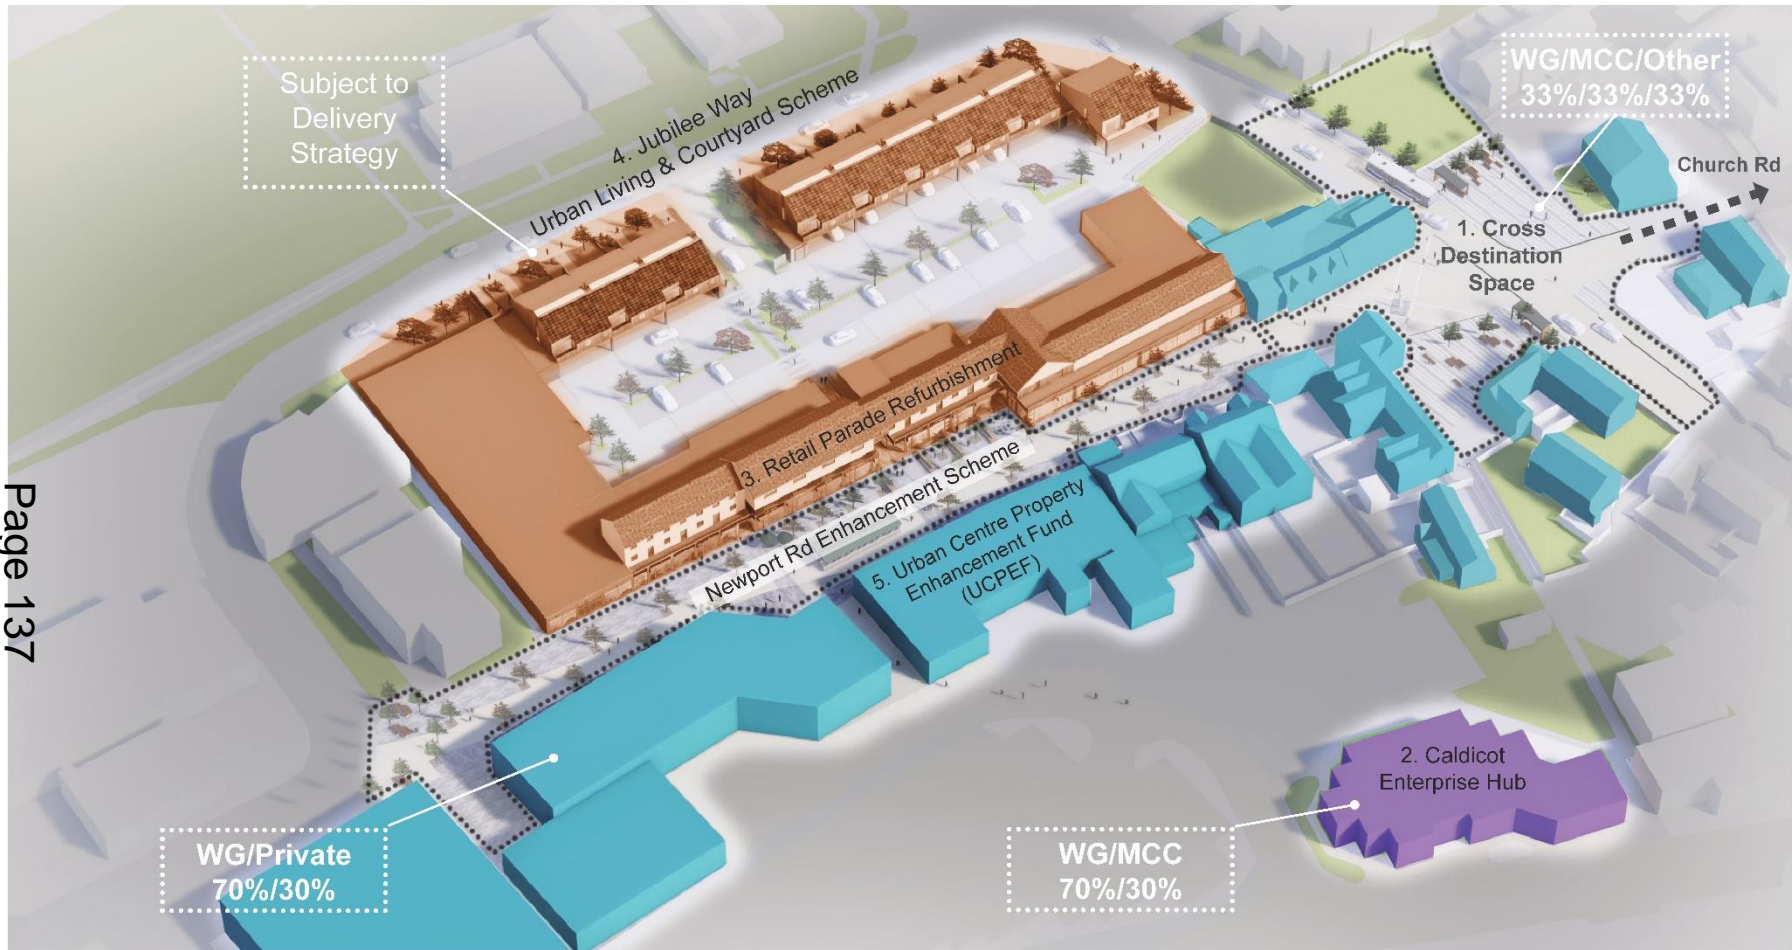 Subject to
Delivery
Strategy
4. Jubilee Way
Urban Living & Courtyard Scheme
WG/MCC/Other
33%/33%/33%
Church Rd
1. Cross
Destination
Space
3. Retail Parade Refurbishment
Newport Rd Enhancement Scheme
5. Urban Centre Property
Enhancement Fund
(UCPEF)
2. Caldicot
Enterprise Hub
WG/Private
70%/30%
WG/MCC
70%/30%
Page 137